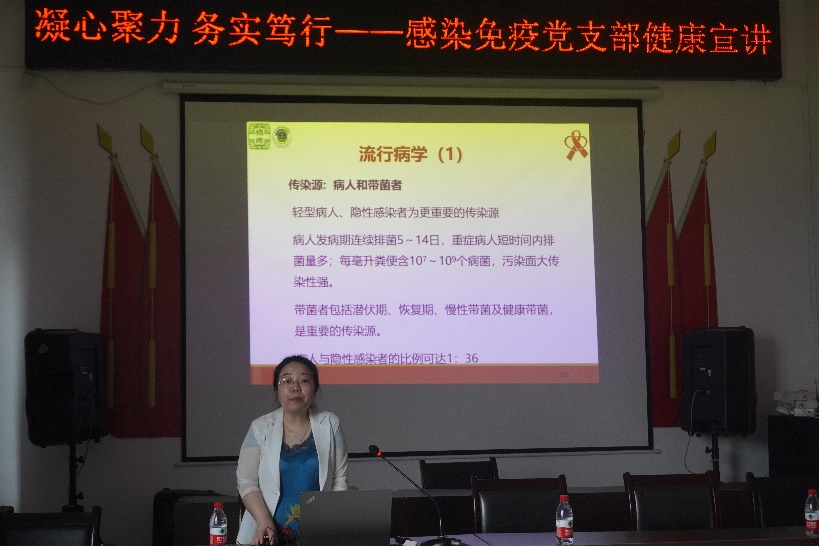 凝心聚力 务实笃行——感染免疫党支部健康宣讲
流行病学（1）
传染源：病人和带菌者
轻型病人、隐性感染者为更重要的传染源
病人发病期连续排菌5～14日，重症病人短时间内排
菌量多；每毫升粪便含10⁷～10⁹个病菌，污染面大传
染性强。
带菌者包括潜伏期、恢复期、慢性带菌及健康带菌，
是重要的传染源。
病人与隐性感染者的比例可达1：36